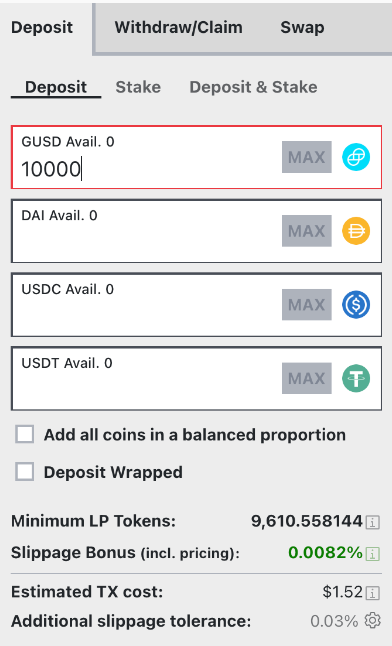 Deposit Withdraw/Claim Swap
Deposit Stake Deposit & Stake
GUSD Avail. 0
10000 MAX
DAI Avail. 0
MAX
USDC Avail. 0
MAX
USDT Avail. 0
MAX
Add all coins in a balanced proportion
Deposit Wrapped
Minimum LP Tokens: 9,610.558144
Slippage Bonus (incl. pricing): 0.0082%
Estimated TX cost: $1.52
Additional slippage tolerance: 0.03%